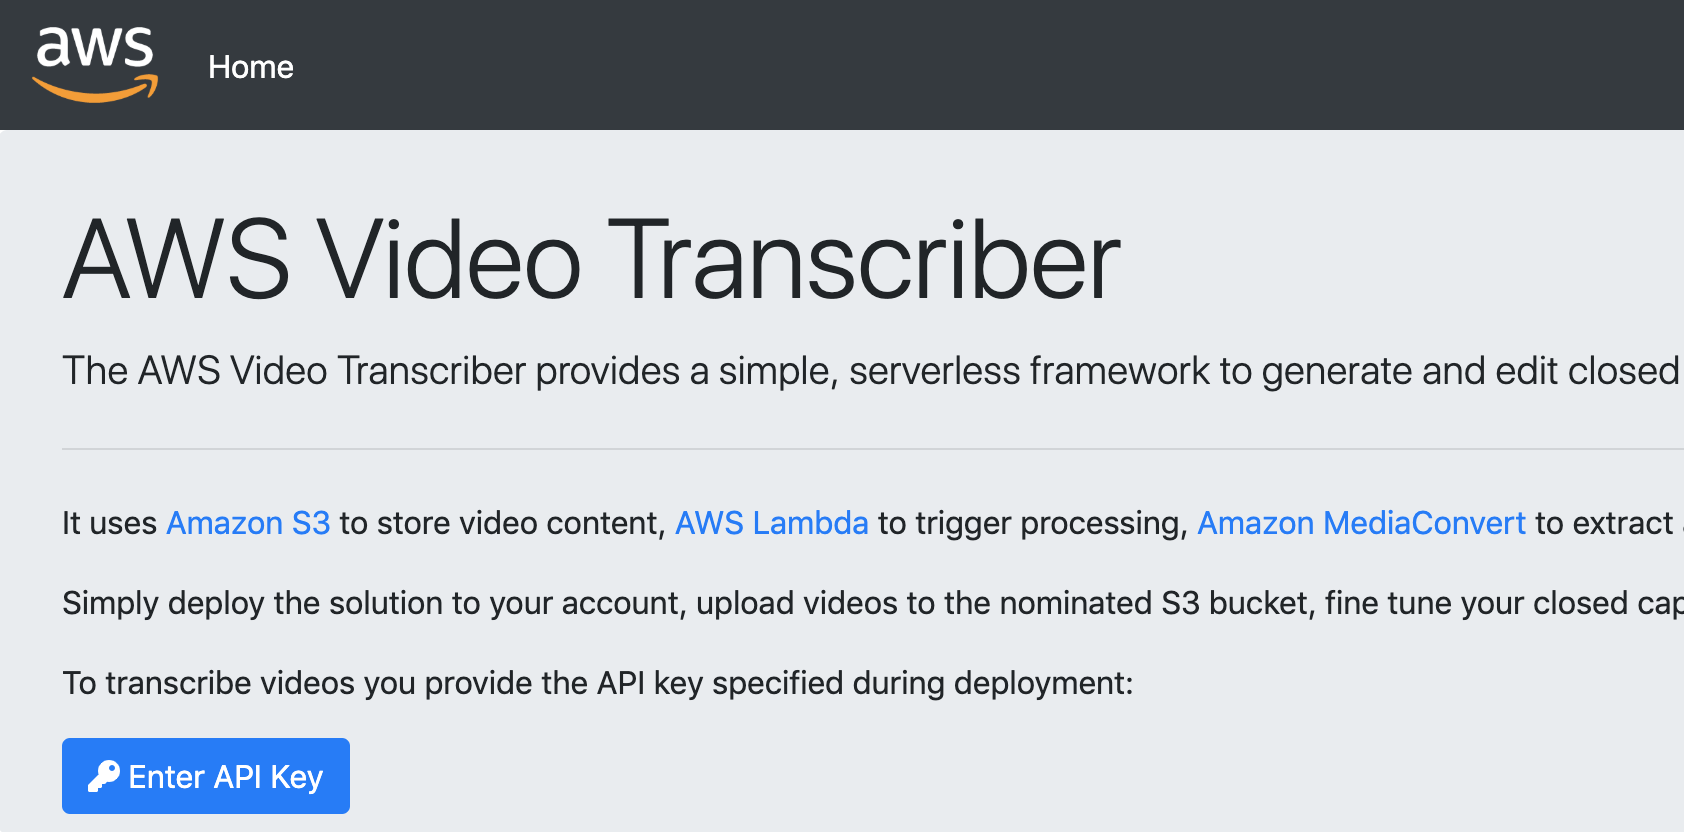 aws
Home
AWS Video Transcriber
The AWS Video Transcriber provides a simple, serverless framework to generate and edit closed
It uses Amazon S3 to store video content, AWS Lambda to trigger processing, Amazon MediaConvert to extract
Simply deploy the solution to your account, upload videos to the nominated S3 bucket, fine tune your closed cap
To transcribe videos you provide the API key specified during deployment:
Enter API Key